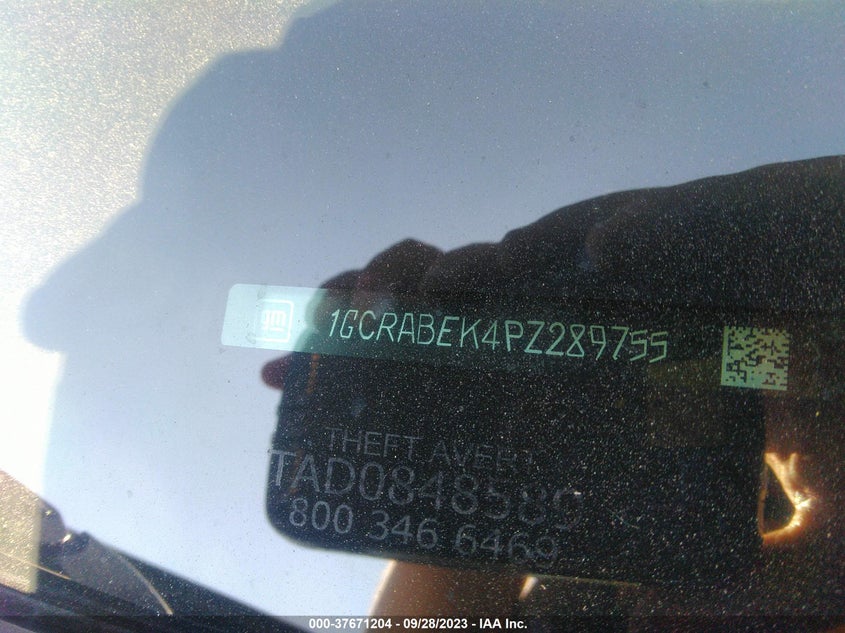 gm 1GCRABEK4PZ289755
THEFT AVERT
TAD0848589
800 346 6469
000-37671204 - 09/28/2023 - IAA Inc.